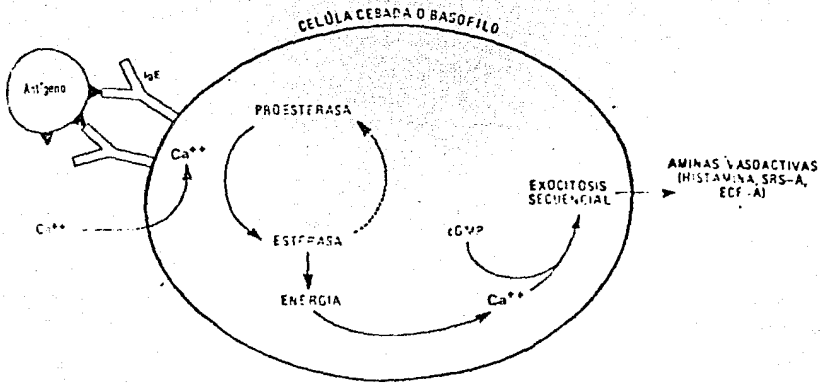 CELULA CEBADA O BASOFILO
Antígeno
IgE
PROESTERASA
Ca++
Ca++
ESTERASA
ENERGIA
cGMP
Ca++
EXOCITOSIS
SECUENCIAL
AMINAS VASOACTIVAS
(HISTAMINA, SRS-A,
ECF-A)